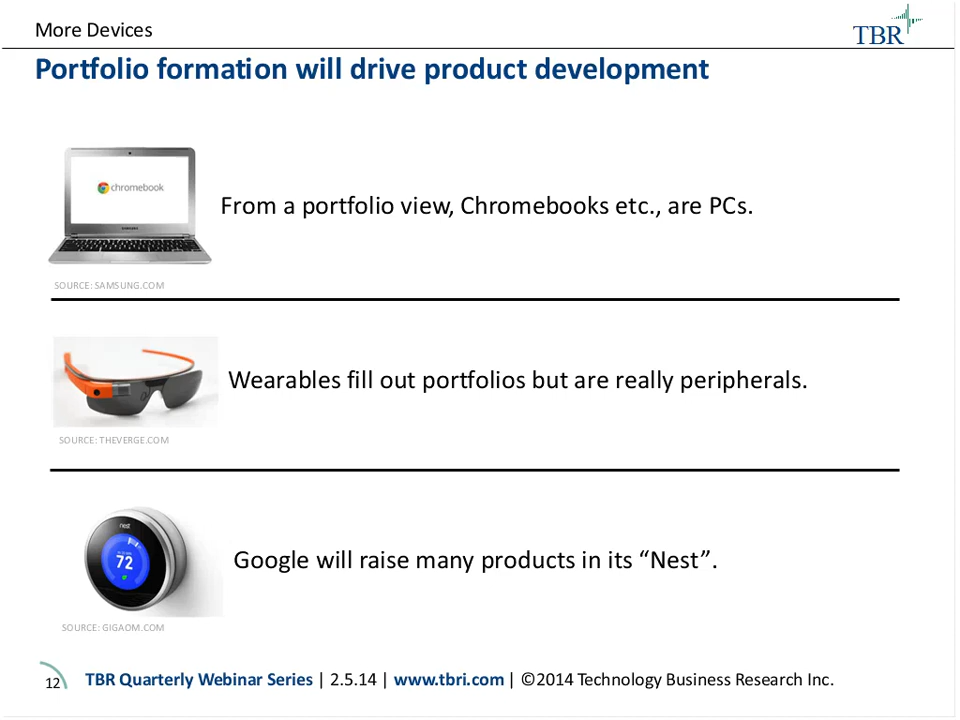 More Devices
TBR
Portfolio formation will drive product development
chromebook
SAMSUNG
From a portfolio view, Chromebooks etc., are PCs.
SOURCE: SAMSUNG.COM
Wearables fill out portfolios but are really peripherals.
SOURCE: THEVERGE.COM
nest
72
Google will raise many products in its “Nest”.
SOURCE: GIGAOM.COM
12 TBR Quarterly Webinar Series | 2.5.14 | www.tbri.com | ©2014 Technology Business Research Inc.